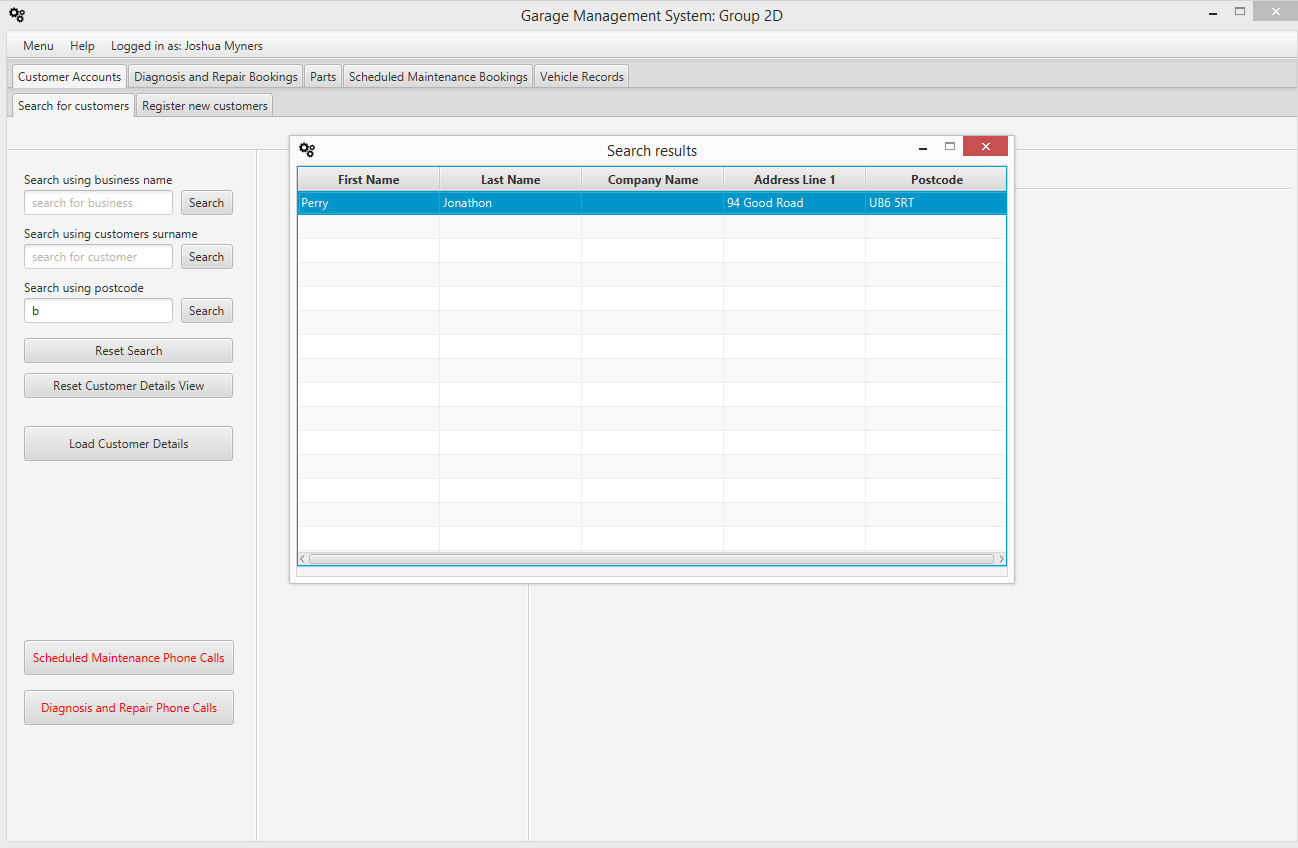 Garage Management System: Group 2D
Menu Help Logged in as: Joshua Myners
Customer Accounts Diagnosis and Repair Bookings Parts Scheduled Maintenance Bookings Vehicle Records
Search for customers Register new customers
Search using business name
search for business Search
Search using customers surname
search for customer Search
Search using postcode
b Search
Reset Search
Reset Customer Details View
Load Customer Details
Scheduled Maintenance Phone Calls
Diagnosis and Repair Phone Calls
Search results
First Name Last Name Company Name Address Line 1 Postcode
Perry Jonathon 94 Good Road UB6 5RT